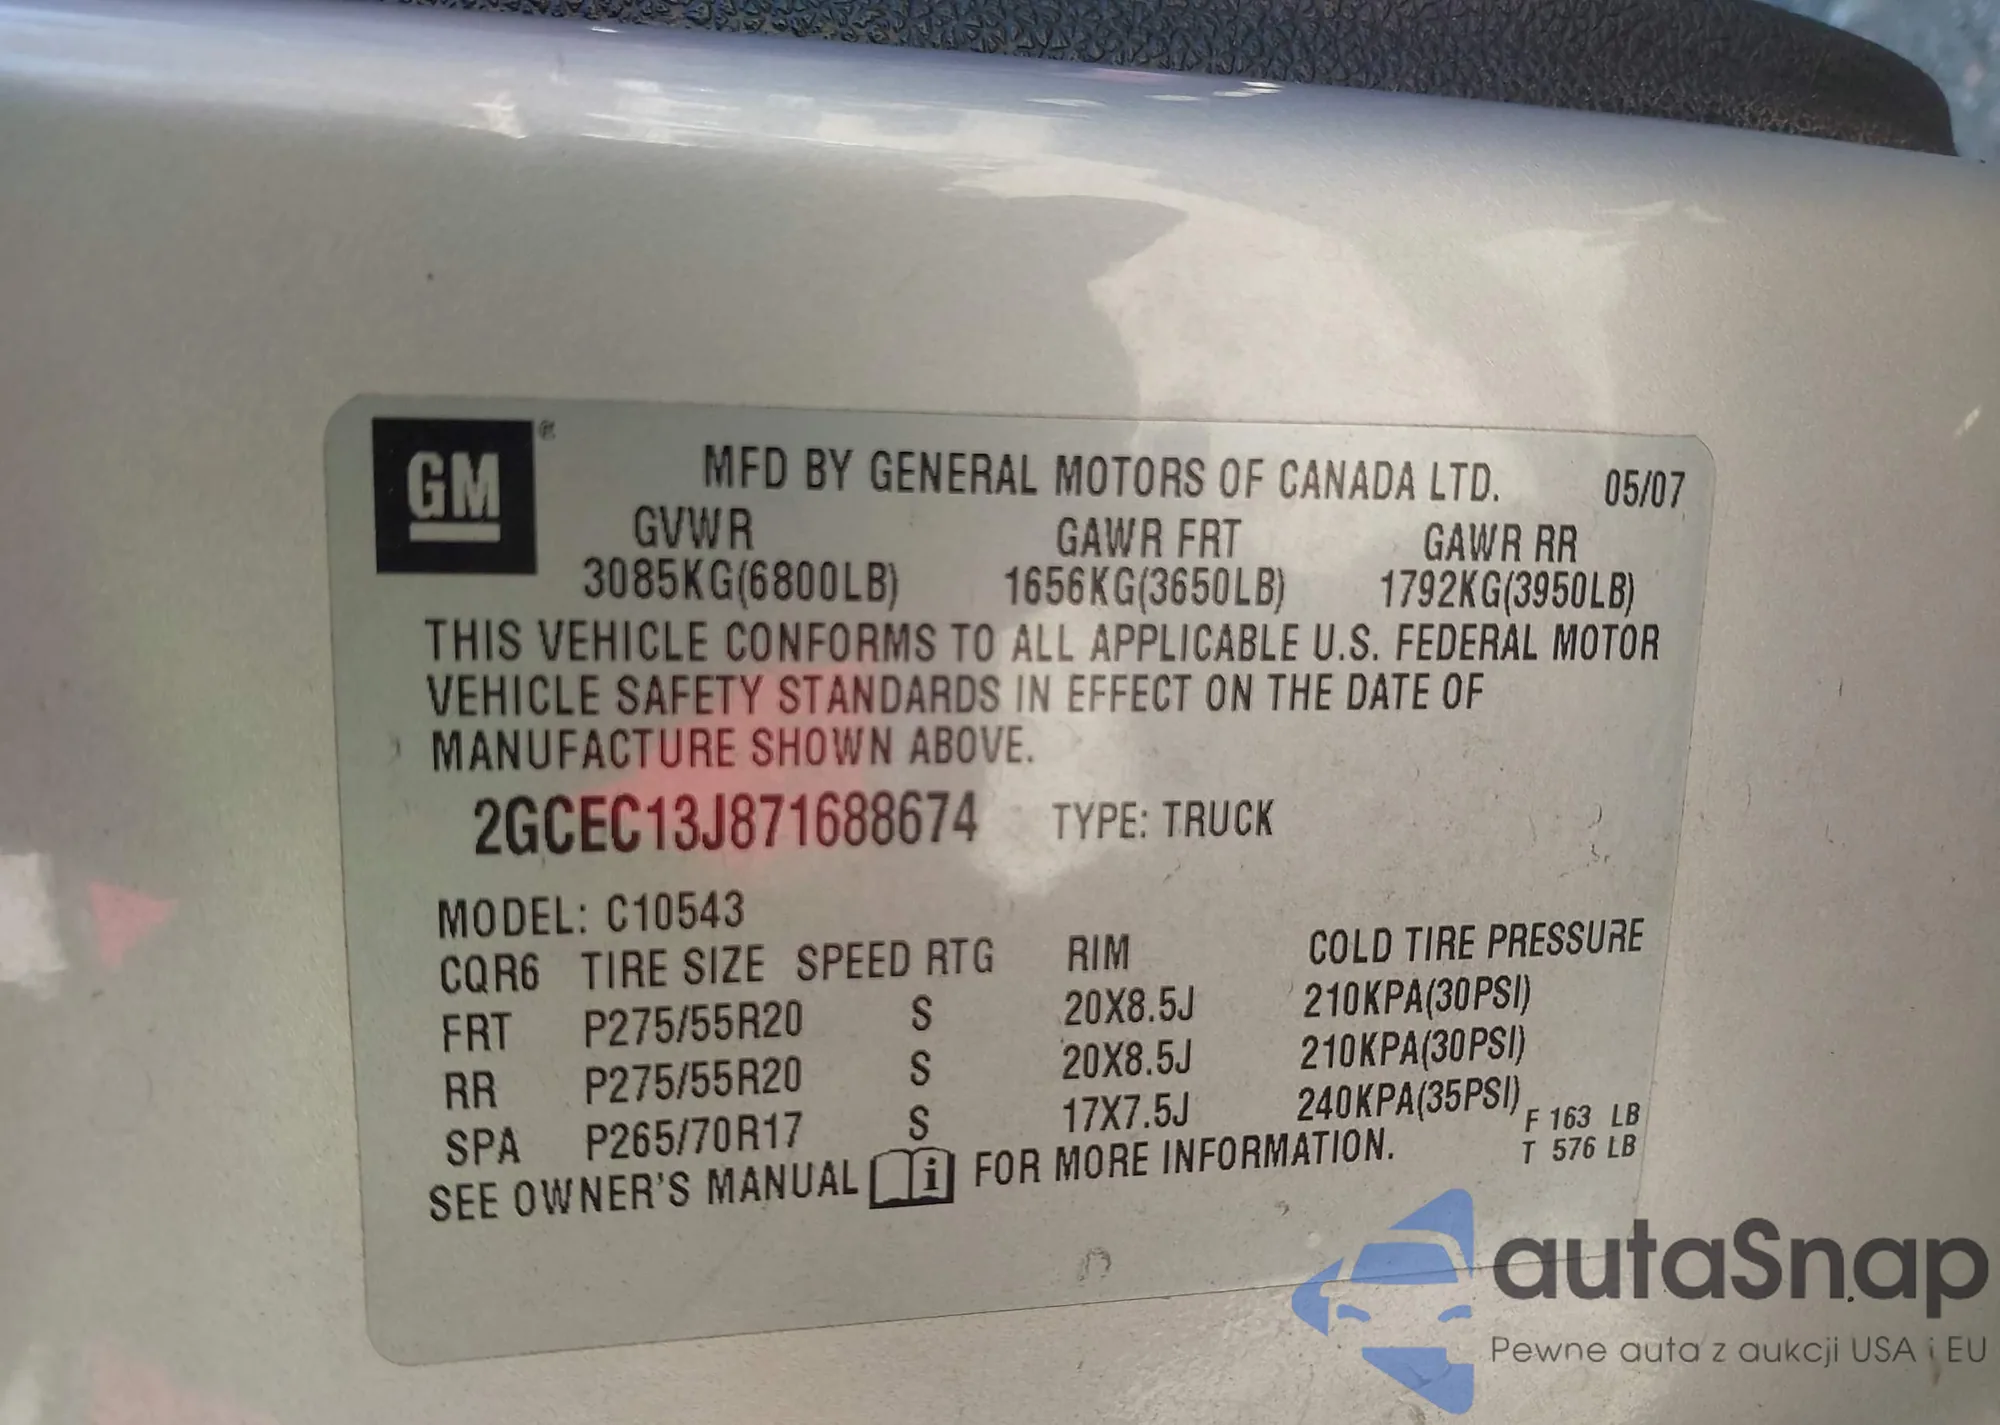 GM
MFD BY GENERAL MOTORS OF CANADA LTD. 05/07
GVWR GAWR FRT GAWR RR
3085KG(6800LB) 1656KG(3650LB) 1792KG(3950LB)
THIS VEHICLE CONFORMS TO ALL APPLICABLE U.S. FEDERAL MOTOR
VEHICLE SAFETY STANDARDS IN EFFECT ON THE DATE OF
MANUFACTURE SHOWN ABOVE.
2GCEC13J871688674 TYPE: TRUCK
MODEL: C10543
CQR6 TIRE SIZE SPEED RTG RIM COLD TIRE PRESSURE
FRT P275/55R20 S 20X8.5J 210KPA(30PSI)
RR P275/55R20 S 20X8.5J 210KPA(30PSI)
SPA P265/70R17 S 17X7.5J 240KPA(35PSI) F 163 LB
T 576 LB
SEE OWNER'S MANUAL i FOR MORE INFORMATION.
autaSnap
Pewne auta z aukcji USA i EU